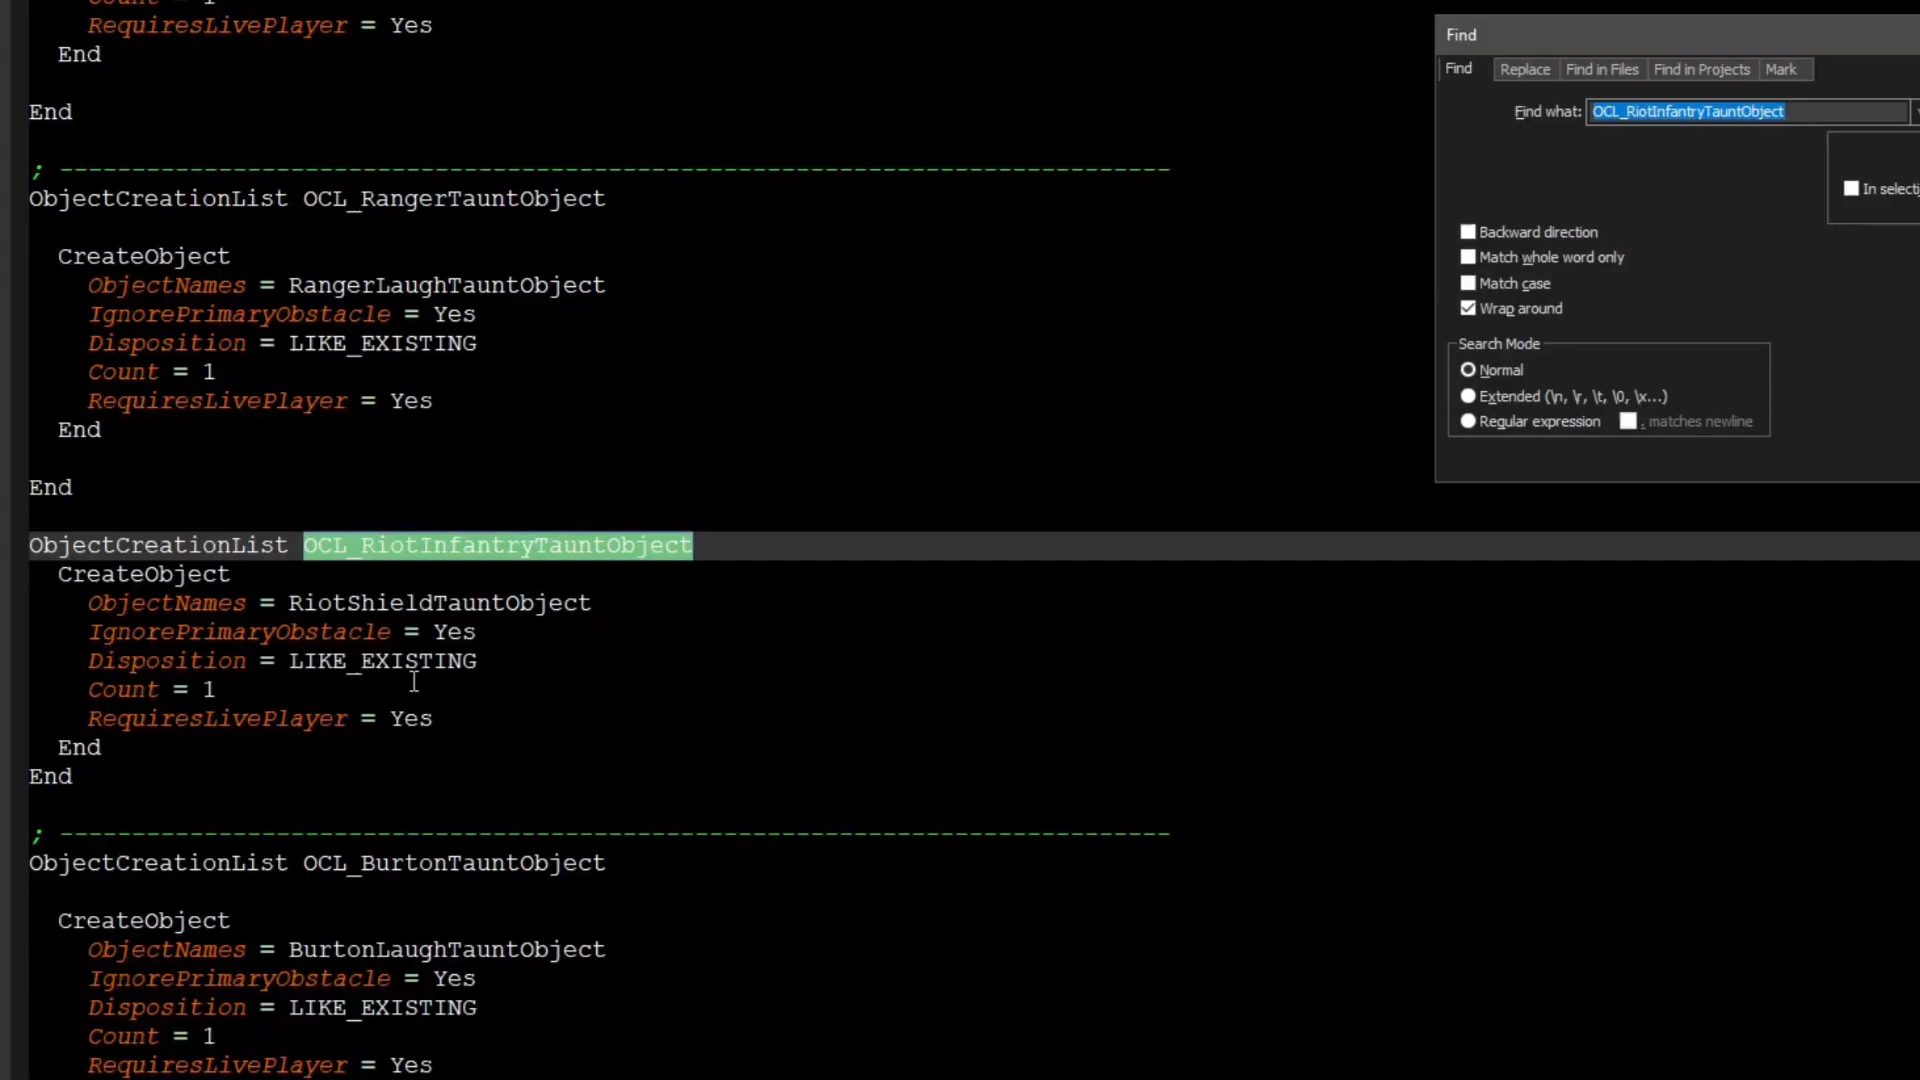 RequiresLivePlayer = Yes
End
End
; ----------------------------------------------------------------------------
ObjectCreationList OCL_RangerTauntObject
CreateObject
ObjectNames = RangerLaughTauntObject
IgnorePrimaryObstacle = Yes
Disposition = LIKE_EXISTING
Count = 1
RequiresLivePlayer = Yes
End
End
ObjectCreationList OCL_RiotInfantryTauntObject
CreateObject
ObjectNames = RiotShieldTauntObject
IgnorePrimaryObstacle = Yes
Disposition = LIKE_EXISTING
Count = 1
RequiresLivePlayer = Yes
End
End
; ----------------------------------------------------------------------------
ObjectCreationList OCL_BurtonTauntObject
CreateObject
ObjectNames = BurtonLaughTauntObject
IgnorePrimaryObstacle = Yes
Disposition = LIKE_EXISTING
Count = 1
RequiresLivePlayer = Yes
Find
Find Replace Find in Files Find in Projects Mark
Find what: OCL_RiotInfantryTauntObject
In selecti
Backward direction
Match whole word only
Match case
Wrap around
Search Mode
Normal
Extended (\n, \r, \t, \0, \x...)
Regular expression . matches newline